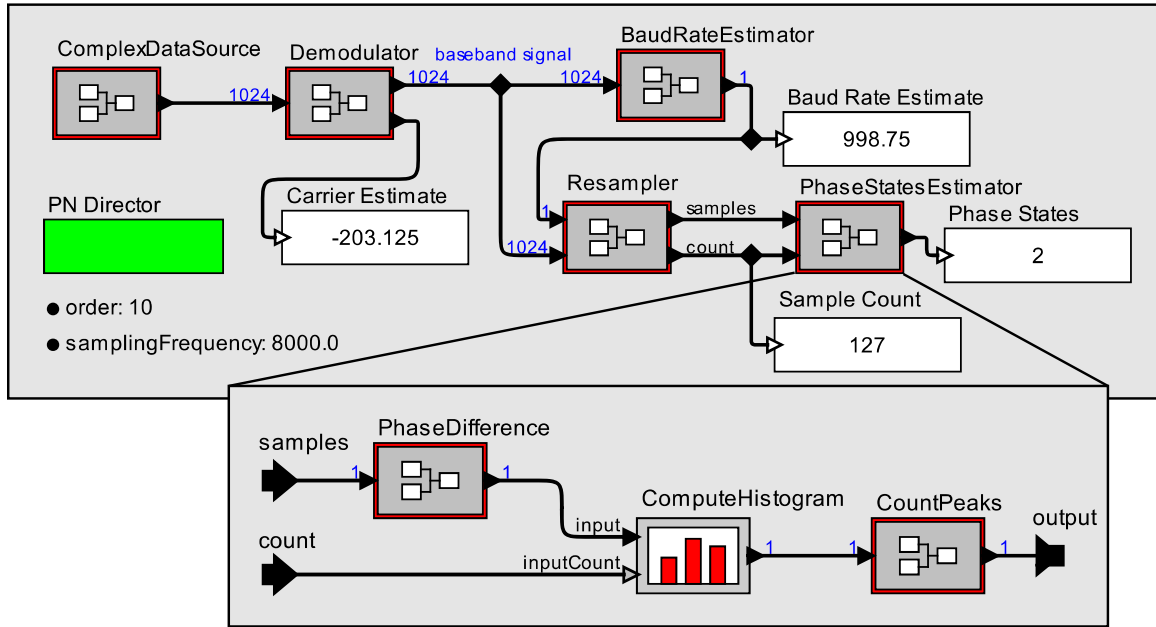 ComplexDataSource
Demodulator
baseband signal
BaudRateEstimator
1024
1024
1024
1
Baud Rate Estimate
998.75
PN Director
Carrier Estimate
-203.125
Resampler
1
1024
samples
count
PhaseStatesEstimator
Phase States
2
order: 10
samplingFrequency: 8000.0
Sample Count
127
samples
1
PhaseDifference
1
count
input
inputCount
ComputeHistogram
1
1
CountPeaks
1
output